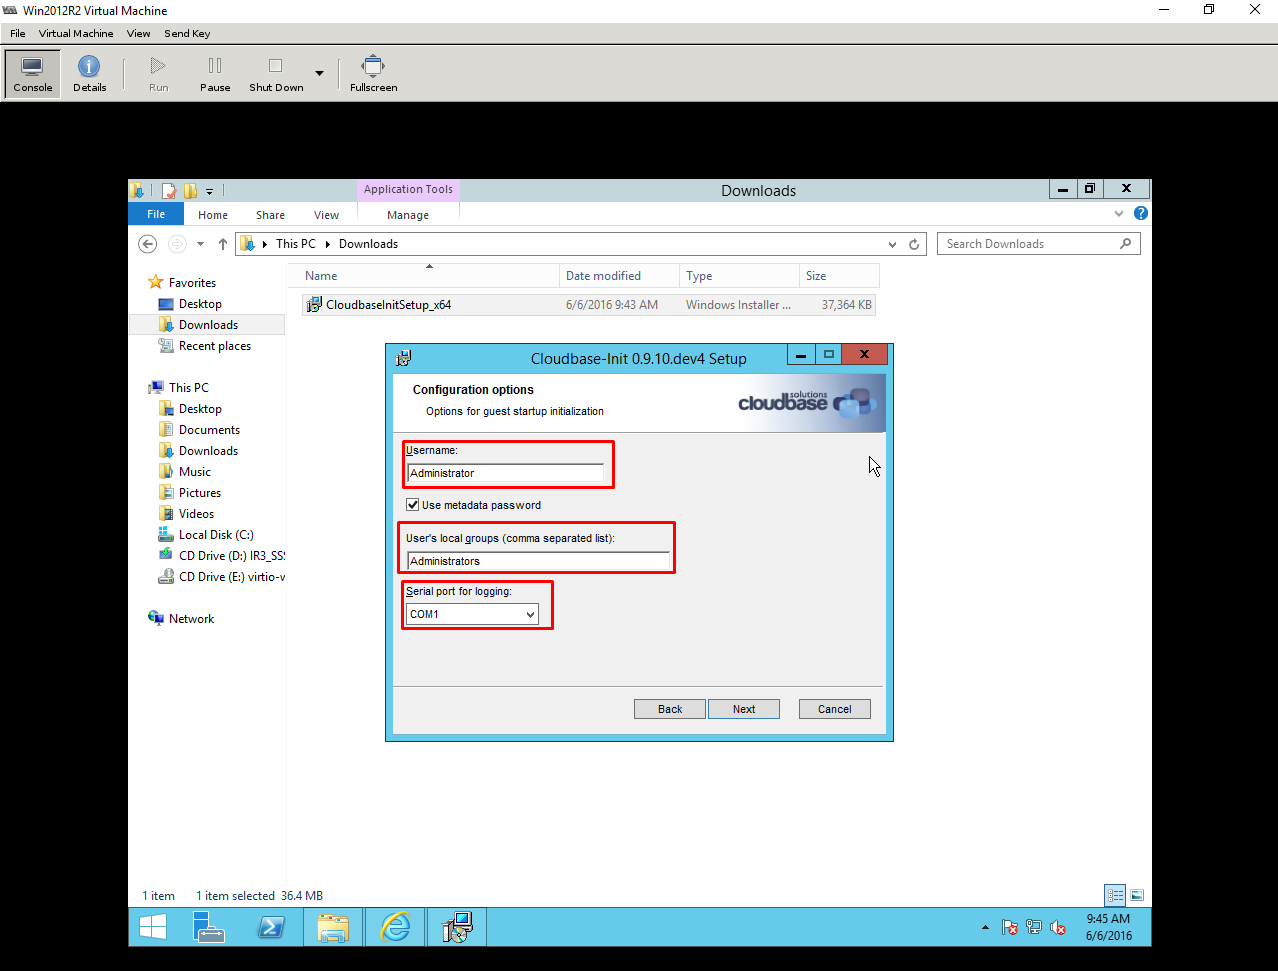 Win2012R2 Virtual Machine
File Virtual Machine View Send Key
Console Details Run Pause Shut Down Fullscreen
Application Tools Downloads
File Home Share View Manage
This PC Downloads Search Downloads
Name Date modified Type Size
CloudbaseInitSetup_x64 6/6/2016 9:43 AM Windows Installer ... 37,364 KB
Favorites
Desktop
Downloads
Recent places
This PC
Desktop
Documents
Downloads
Music
Pictures
Videos
Local Disk (C:)
CD Drive (D:) IR3_SS
CD Drive (E:) virtio-v
Network
Cloudbase-Init 0.9.10.dev4 Setup
Configuration options
Options for guest startup initialization
cloudbase solutions
Username:
Administrator
Use metadata password
User's local groups (comma separated list):
Administrators
Serial port for logging:
COM1
Back Next Cancel
1 item 1 item selected 36.4 MB
9:45 AM
6/6/2016